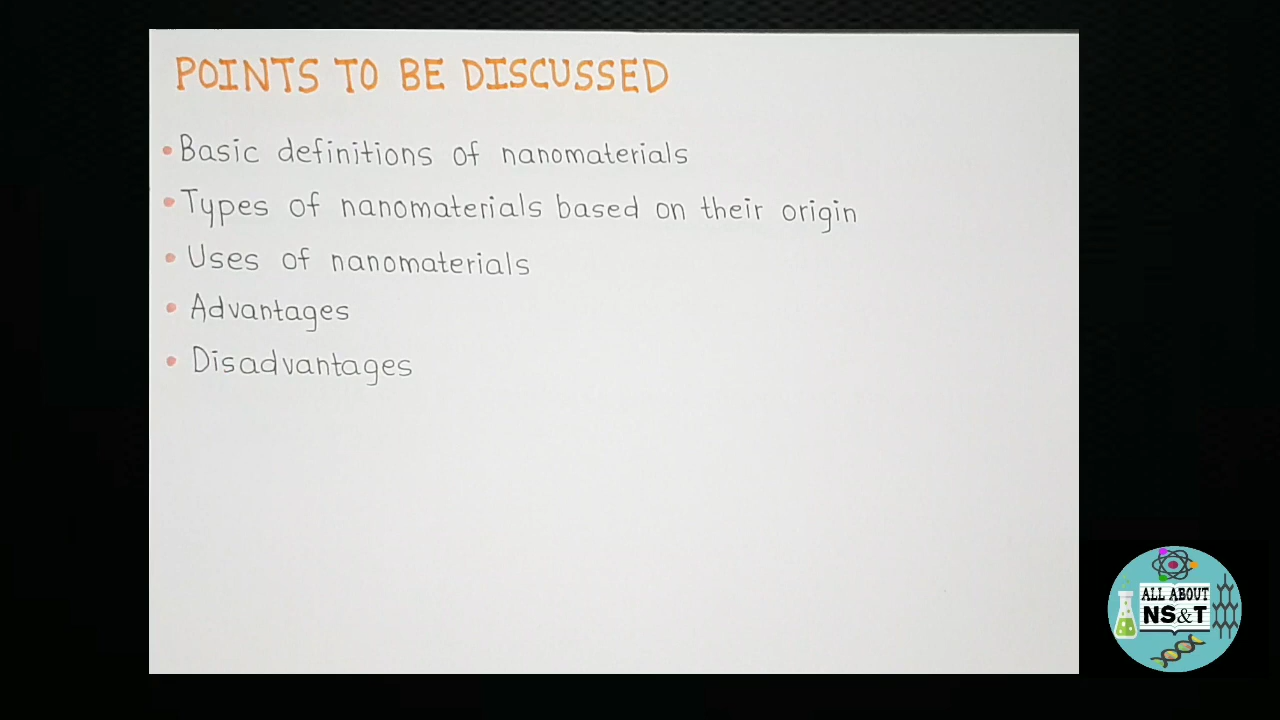 POINTS TO BE DISCUSSED
• Basic definitions of nanomaterials
• Types of nanomaterials based on their origin
• Uses of nanomaterials
• Advantages
• Disadvantages
ALL ABOUT
NS&T